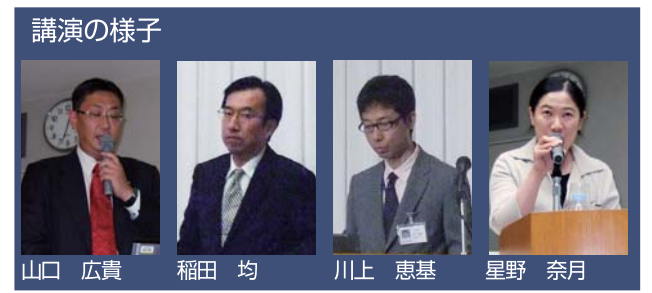 講演の様子
山口　広貴
稲田　均
川上　恵基
星野　奈月